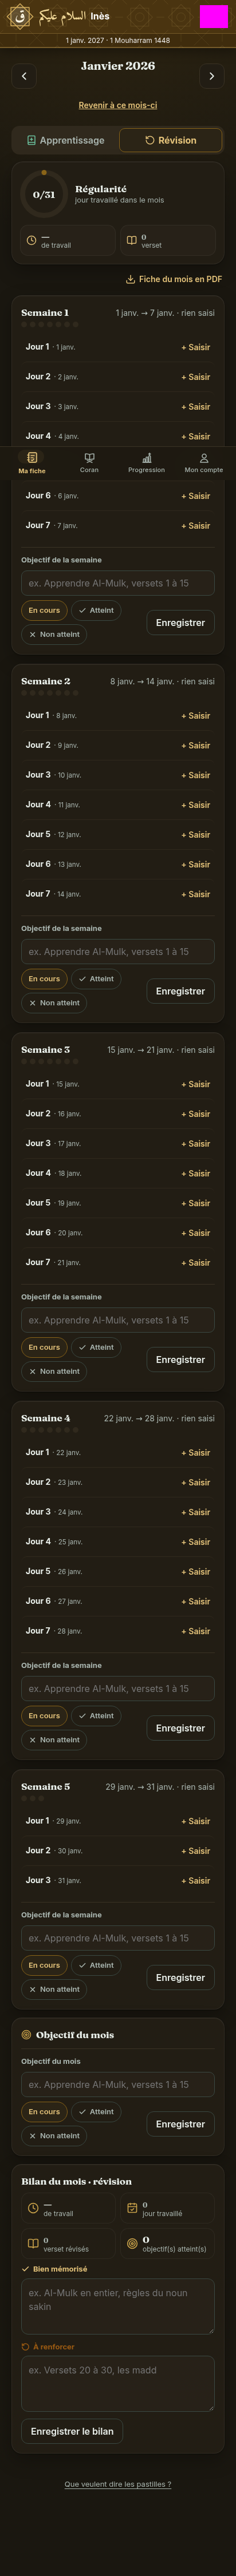 السلام عليكم Inès
1 janv. 2027 · 1 Mouharram 1448
Janvier 2026
Revenir à ce mois-ci
Apprentissage
Révision
0/31
Régularité
jour travaillé dans le mois
—
de travail
0
verset
Fiche du mois en PDF
Semaine 1
1 janv. → 7 janv. · rien saisi
Jour 1 · 1 janv.
+ Saisir
Jour 2 · 2 janv.
+ Saisir
Jour 3 · 3 janv.
+ Saisir
Jour 4 · 4 janv.
+ Saisir
Ma fiche
Coran
Progression
Mon compte
Jour 6 · 6 janv.
+ Saisir
Jour 7 · 7 janv.
+ Saisir
Objectif de la semaine
ex. Apprendre Al-Mulk, versets 1 à 15
En cours
Atteint
Non atteint
Enregistrer
Semaine 2
8 janv. → 14 janv. · rien saisi
Jour 1 · 8 janv.
+ Saisir
Jour 2 · 9 janv.
+ Saisir
Jour 3 · 10 janv.
+ Saisir
Jour 4 · 11 janv.
+ Saisir
Jour 5 · 12 janv.
+ Saisir
Jour 6 · 13 janv.
+ Saisir
Jour 7 · 14 janv.
+ Saisir
Objectif de la semaine
ex. Apprendre Al-Mulk, versets 1 à 15
En cours
Atteint
Non atteint
Enregistrer
Semaine 3
15 janv. → 21 janv. · rien saisi
Jour 1 · 15 janv.
+ Saisir
Jour 2 · 16 janv.
+ Saisir
Jour 3 · 17 janv.
+ Saisir
Jour 4 · 18 janv.
+ Saisir
Jour 5 · 19 janv.
+ Saisir
Jour 6 · 20 janv.
+ Saisir
Jour 7 · 21 janv.
+ Saisir
Objectif de la semaine
ex. Apprendre Al-Mulk, versets 1 à 15
En cours
Atteint
Non atteint
Enregistrer
Semaine 4
22 janv. → 28 janv. · rien saisi
Jour 1 · 22 janv.
+ Saisir
Jour 2 · 23 janv.
+ Saisir
Jour 3 · 24 janv.
+ Saisir
Jour 4 · 25 janv.
+ Saisir
Jour 5 · 26 janv.
+ Saisir
Jour 6 · 27 janv.
+ Saisir
Jour 7 · 28 janv.
+ Saisir
Objectif de la semaine
ex. Apprendre Al-Mulk, versets 1 à 15
En cours
Atteint
Non atteint
Enregistrer
Semaine 5
29 janv. → 31 janv. · rien saisi
Jour 1 · 29 janv.
+ Saisir
Jour 2 · 30 janv.
+ Saisir
Jour 3 · 31 janv.
+ Saisir
Objectif de la semaine
ex. Apprendre Al-Mulk, versets 1 à 15
En cours
Atteint
Non atteint
Enregistrer
Objectif du mois
Objectif du mois
ex. Apprendre Al-Mulk, versets 1 à 15
En cours
Atteint
Non atteint
Enregistrer
Bilan du mois · révision
—
de travail
0
jour travaillé
0
verset révisés
0
objectif(s) atteint(s)
Bien mémorisé
ex. Al-Mulk en entier, règles du noun
sakin
À renforcer
ex. Versets 20 à 30, les madd
Enregistrer le bilan
Que veulent dire les pastilles ?